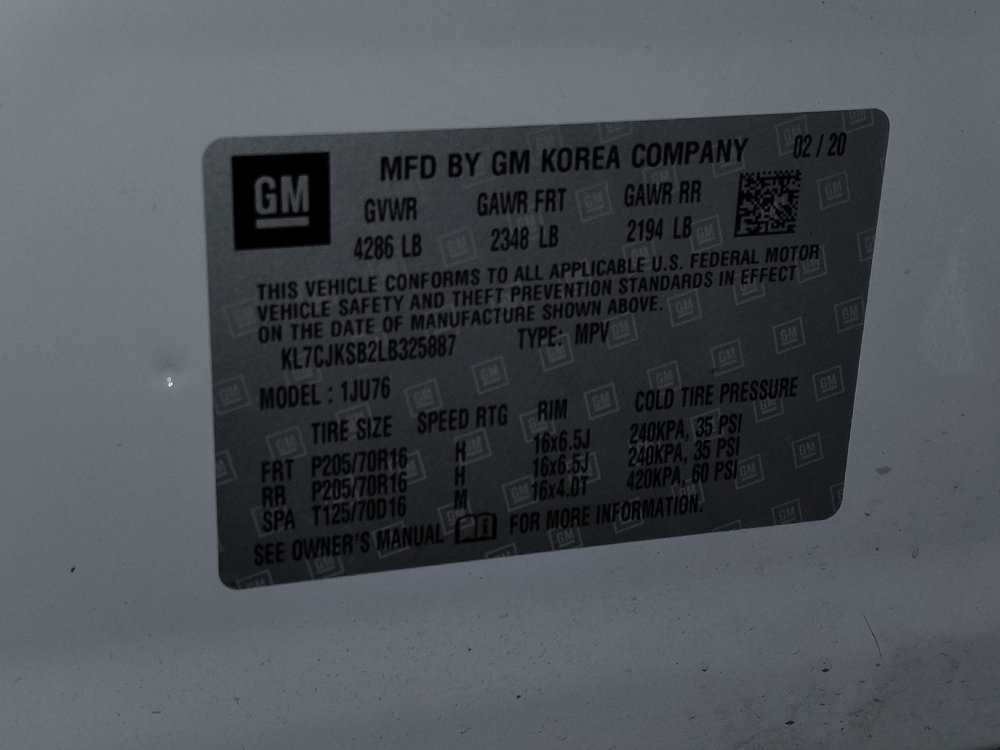 GM
MFD BY GM KOREA COMPANY 02 / 20
GVWR GAWR FRT GAWR RR
4286 LB 2348 LB 2194 LB
THIS VEHICLE CONFORMS TO ALL APPLICABLE U.S. FEDERAL MOTOR
VEHICLE SAFETY AND THEFT PREVENTION STANDARDS IN EFFECT
ON THE DATE OF MANUFACTURE SHOWN ABOVE.
KL7CJKSB2LB325887 TYPE: MPV
MODEL : 1JU76
TIRE SIZE SPEED RTG RIM COLD TIRE PRESSURE
FRT P205/70R16 H 16x6.5J 240KPA, 35 PSI
RR P205/70R16 H 16x6.5J 240KPA, 35 PSI
SPA T125/70D16 M 16x4.0T 420KPA, 60 PSI
SEE OWNER'S MANUAL FOR MORE INFORMATION.